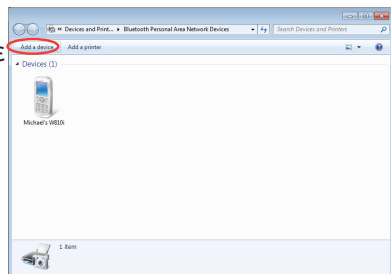 « Devices and Print... ▸ Bluetooth Personal Area Network Devices
Search Devices and Printers
Add a device
Add a printer
Devices (1)
Michael's W810i
1 item